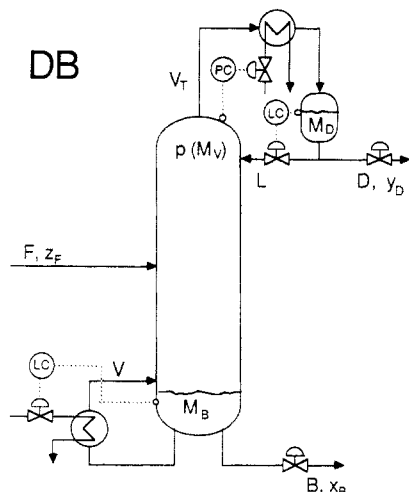 DB
V_T
PC
LC
M_D
p (M_V)
L
D, y_D
F, z_F
LC
V
M_B
B, x_B